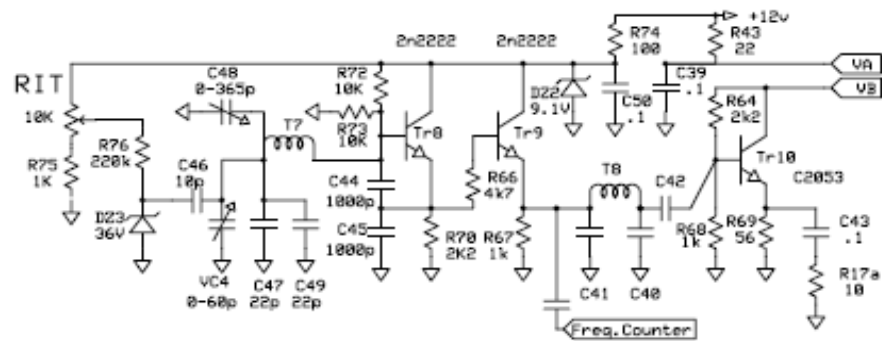 +12v
2n2222
2n2222
R74
100
R43
22
RIT
C48
0-365p
R72
10K
D22
9.1V
C50
.1
C39
.1
VA
VB
10K
R76
220k
T7
R73
10K
Tr8
Tr9
R64
2k2
Tr10
C2053
R75
1K
C46
10p
C44
1000p
R66
4k7
T8
C42
DZ3
36V
C45
1000p
R70
2K2
R67
1k
R68
1k
R69
56
C43
.1
VC4
0-60p
C47
22p
C49
22p
C41
C40
R17a
10
Freq.Counter